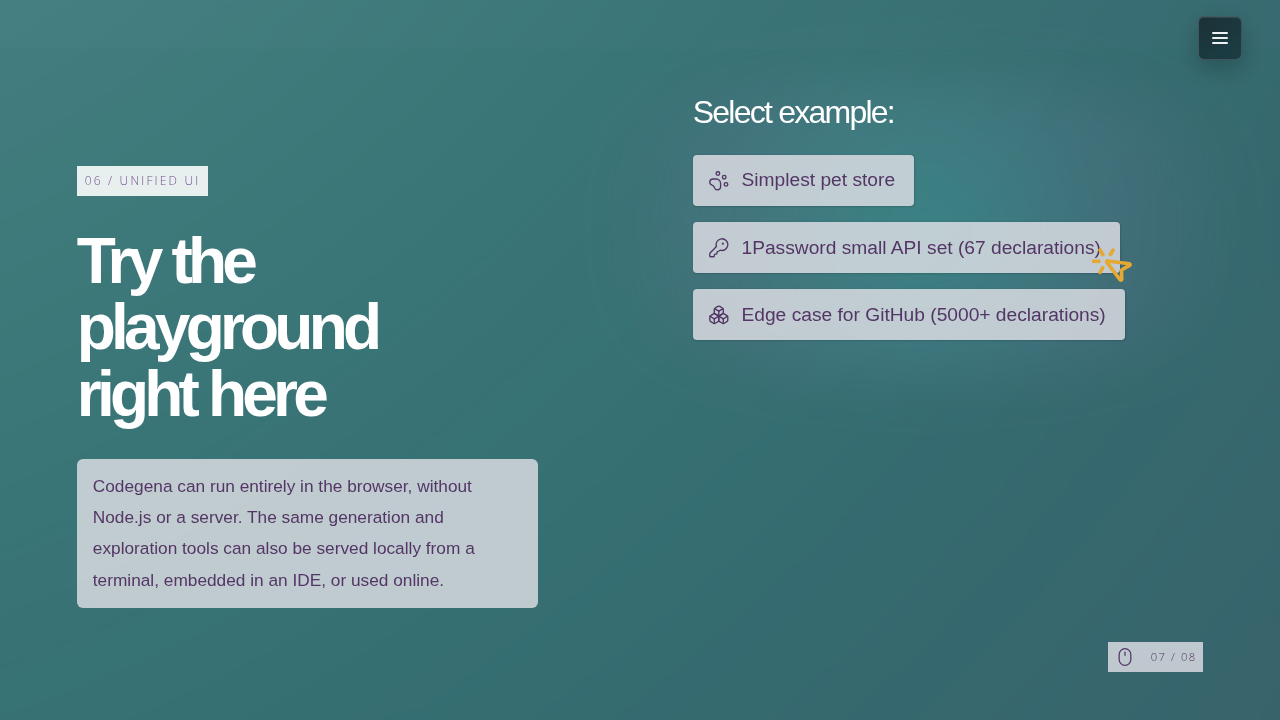 06 / UNIFIED UI
Try the
playground
right here
Codegena can run entirely in the browser, without
Node.js or a server. The same generation and
exploration tools can also be served locally from a
terminal, embedded in an IDE, or used online.
Select example:
Simplest pet store
1Password small API set (67 declarations)
Edge case for GitHub (5000+ declarations)
07 / 08